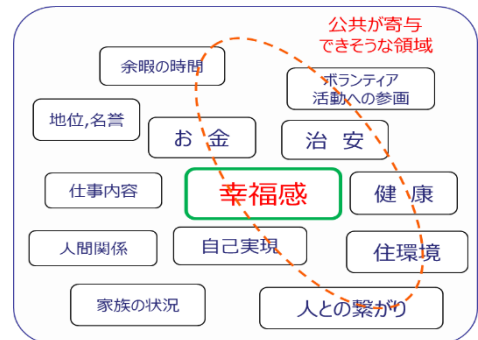 公共が寄与
できそうな領域
余暇の時間
ボランティア
活動への参画
地位,名誉
お 金
治 安
仕事内容
幸福感
健 康
人間関係
自己実現
住環境
家族の状況
人との繋がり